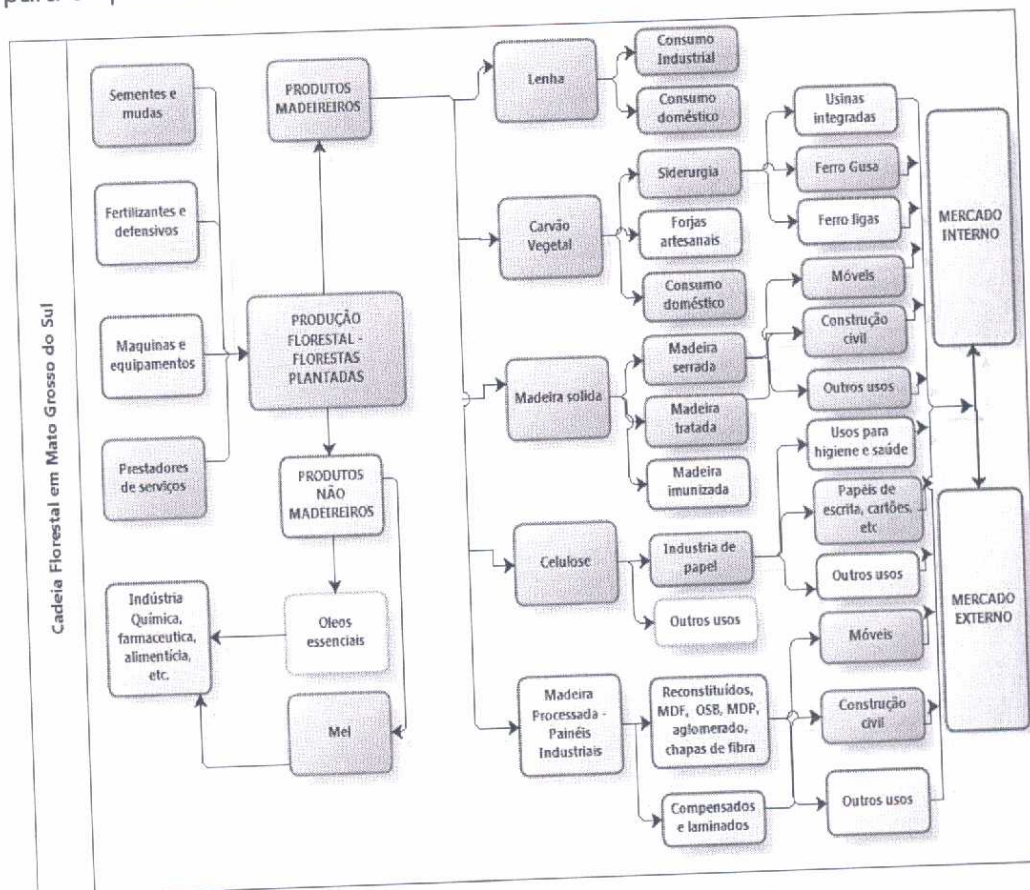 Cadeia Florestal em Mato Grosso do Sul
Sementes e
mudas
Fertilizantes e
defensivos
Maquinas e
equipamentos
Prestadores
de serviços
PRODUTOS
MADEIREIROS
PRODUÇÃO
FLORESTAL -
FLORESTAS
PLANTADAS
PRODUTOS
NÃO
MADEIREIROS
Oleos
essenciais
Mel
Indústria
Química,
farmaceutica,
alimentícia,
etc.
Lenha
Carvão
Vegetal
Madeira solida
Celulose
Madeira
Processada -
Painéis
Industriais
Consumo
Industrial
Consumo
doméstico
Siderurgia
Forjas
artesanais
Consumo
doméstico
Madeira
serrada
Madeira
tratada
Madeira
imunizada
Industria de
papel
Outros usos
Reconstituídos,
MDF, OSB, MDP,
aglomerado,
chapas de fibra
Compensados
e laminados
Usinas
integradas
Ferro Gusa
Ferro ligas
Móveis
Construção
civil
Outros usos
Usos para
higiene e saúde
Papéis de
escrita, cartões,
etc
Outros usos
Móveis
Construção
civil
Outros usos
MERCADO
INTERNO
MERCADO
EXTERNO